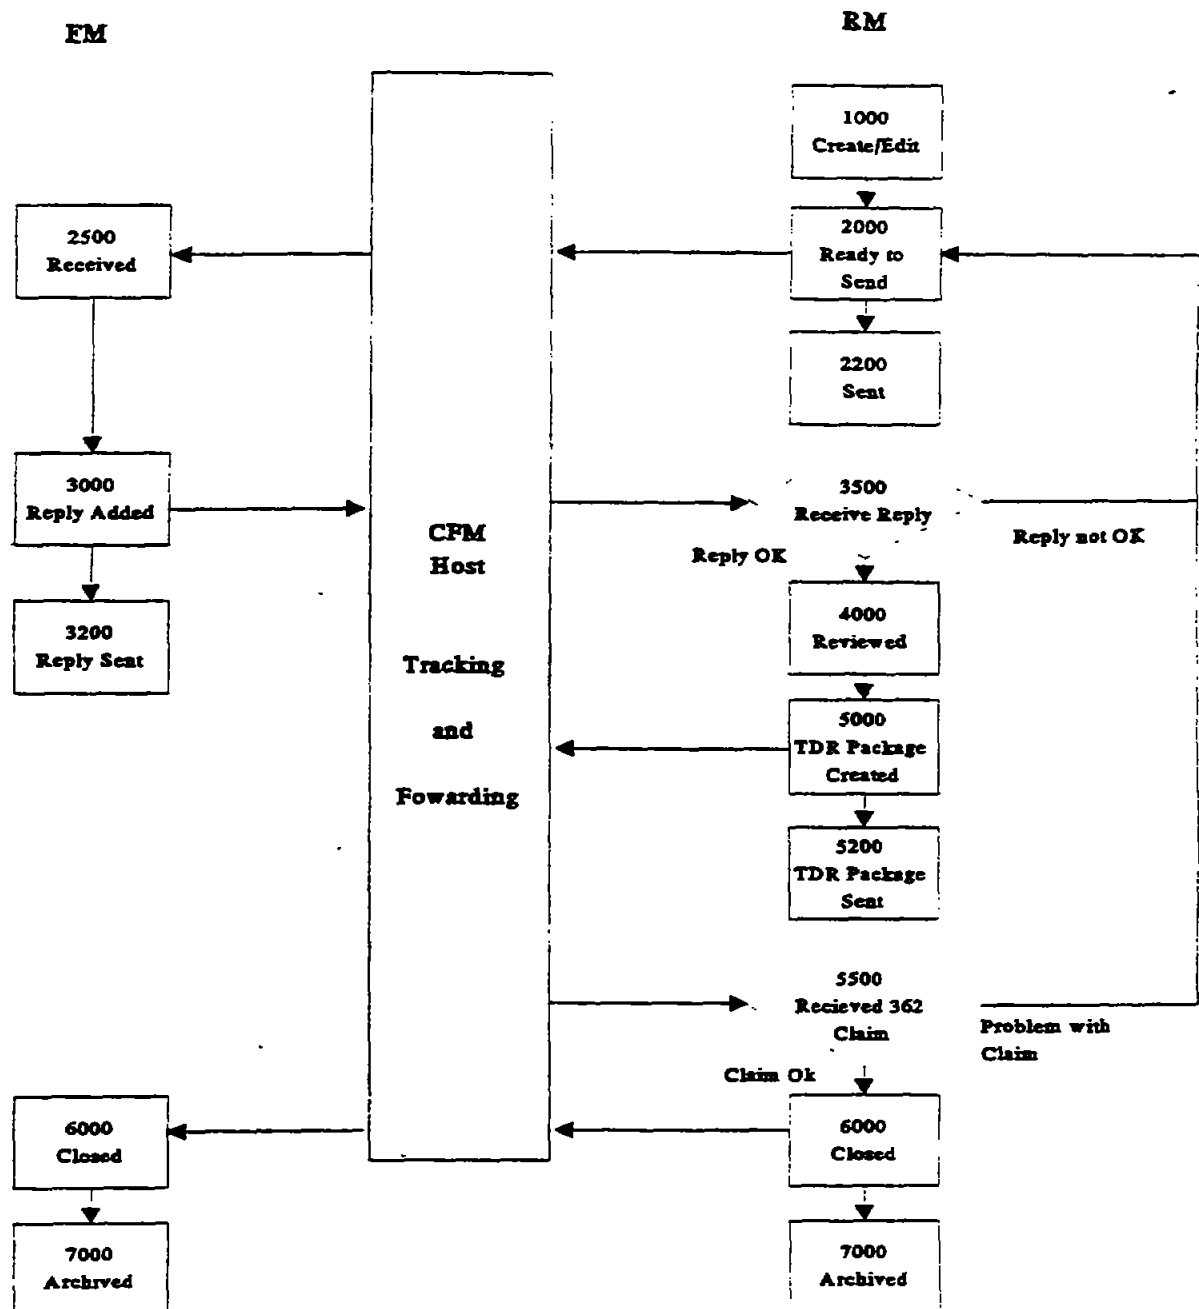 FM
RM
1000
Create/Edit
2500
Received
2000
Ready to
Send
2200
Sent
3000
Reply Added
3500
Receive Reply
Reply OK
Reply not OK
3200
Reply Sent
CFM
Host
Tracking
and
Fowarding
4000
Reviewed
5000
TDR Package
Created
5200
TDR Package
Sent
5500
Recieved 362
Claim
Problem with
Claim
Claim Ok
6000
Closed
6000
Closed
7000
Archived
7000
Archived